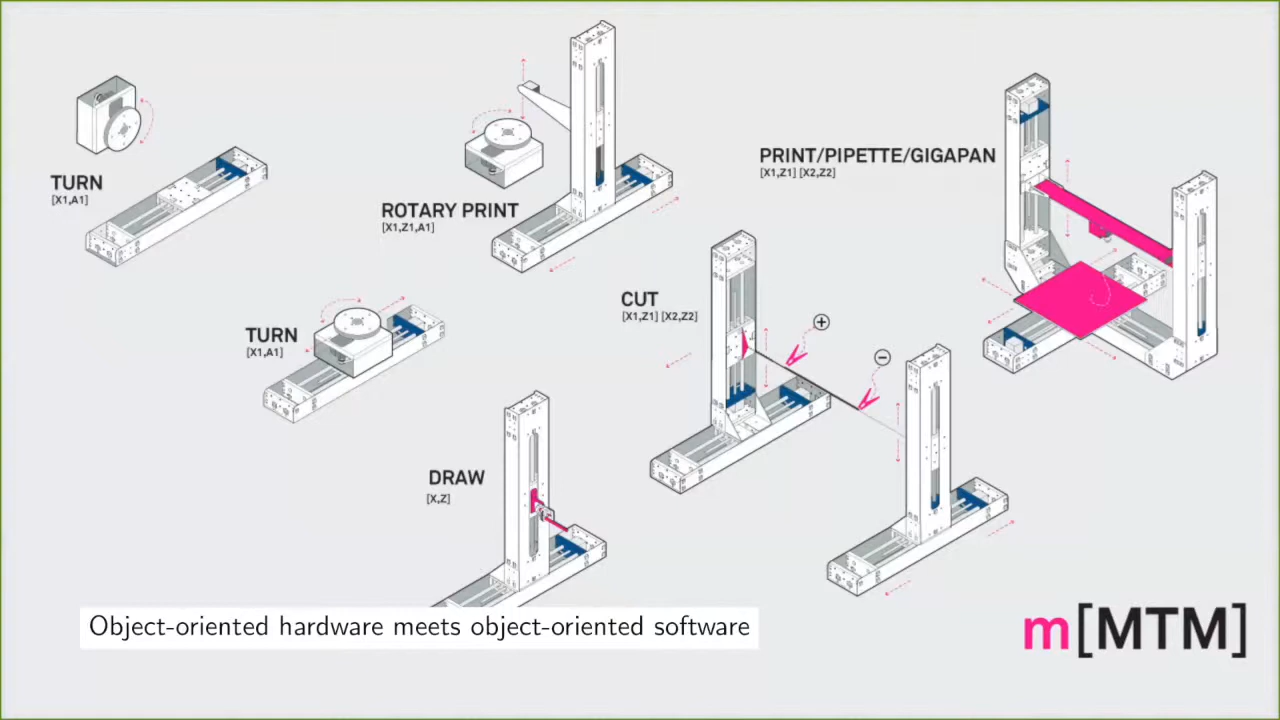 TURN
[X1,A1]
ROTARY PRINT
[X1,Z1,A1]
PRINT/PIPETTE/GIGAPAN
[X1,Z1] [X2,Z2]
TURN
[X1,A1]
CUT
[X1,Z1] [X2,Z2]
+
−
DRAW
[X,Z]
Object-oriented hardware meets object-oriented software
m[MTM]